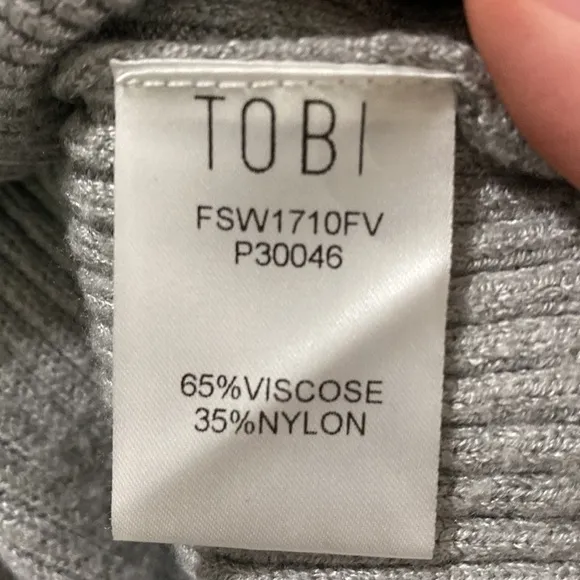 TOBI
FSW1710FV
P30046
65%VISCOSE
35%NYLON